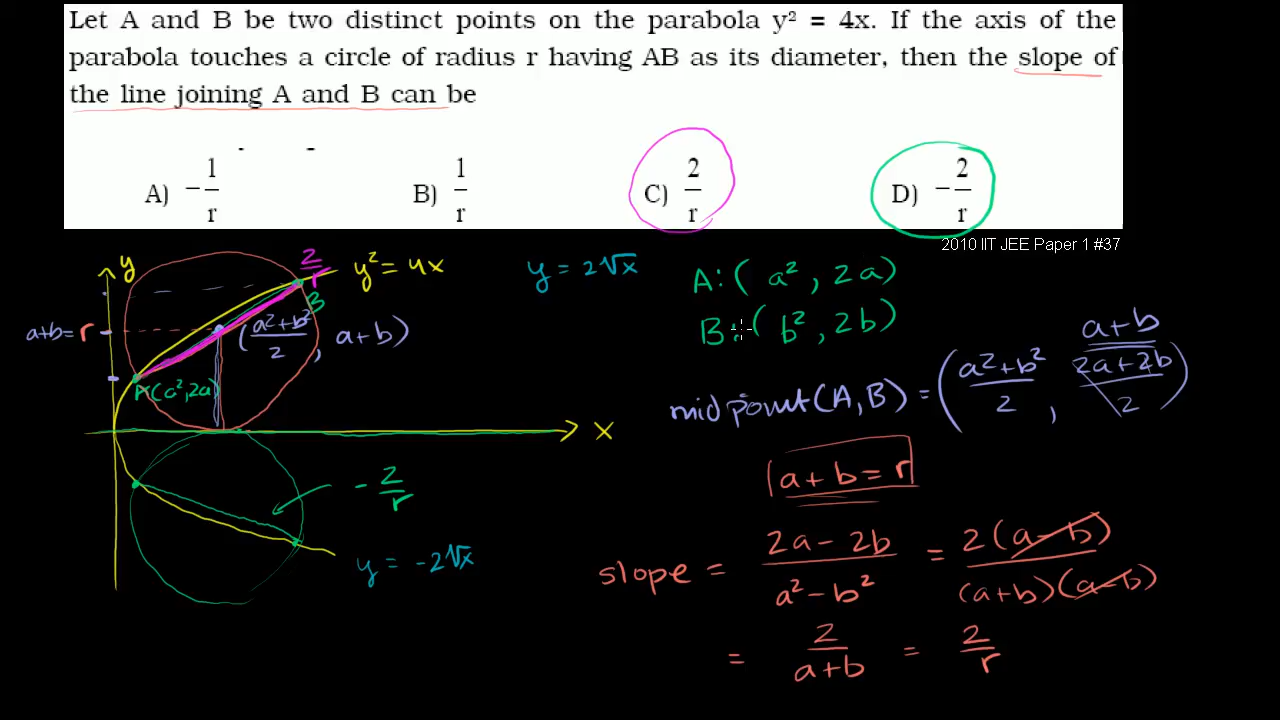 Let A and B be two distinct points on the parabola y² = 4x. If the axis of the
parabola touches a circle of radius r having AB as its diameter, then the slope of
the line joining A and B can be
A) -1/r B) 1/r C) 2/r D) -2/r
2010 IIT JEE Paper 1 #37
y
2/r
y² = 4x
y = 2√x
A: (a², 2a)
B: (b², 2b)
B
a+b = r
((a²+b²)/2, a+b)
A(a², 2a)
mid point (A, B) = ((a²+b²)/2, (2a+2b)/2)
a+b
x
a + b = r
-2/r
y = -2√x
slope = (2a - 2b)/(a² - b²) = 2(a-b)/((a+b)(a-b))
= 2/(a+b) = 2/r